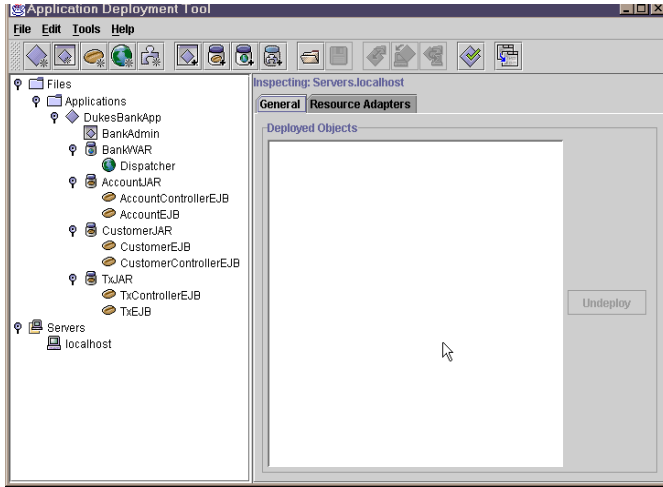 Application Deployment Tool
File Edit Tools Help
Files
Applications
DukesBankApp
BankAdmin
BankWAR
Dispatcher
AccountJAR
AccountControllerEJB
AccountEJB
CustomerJAR
CustomerEJB
CustomerControllerEJB
TxJAR
TxControllerEJB
TxEJB
Servers
localhost
Inspecting: Servers.localhost
General Resource Adapters
Deployed Objects
Undeploy